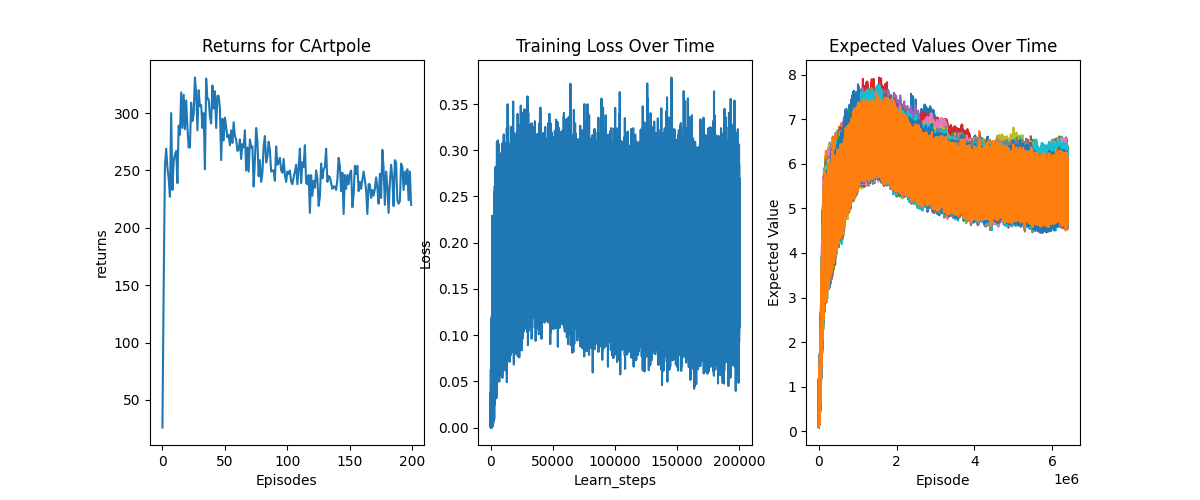 Returns for CArtpole
returns
300
250
200
150
100
50
0 50 100 150 200
Episodes
Training Loss Over Time
Loss
0.35
0.30
0.25
0.20
0.15
0.10
0.05
0.00
0 50000 100000 150000 200000
Learn_steps
Expected Values Over Time
Expected Value
8
7
6
5
4
3
2
1
0
0 2 4 6
1e6
Episode